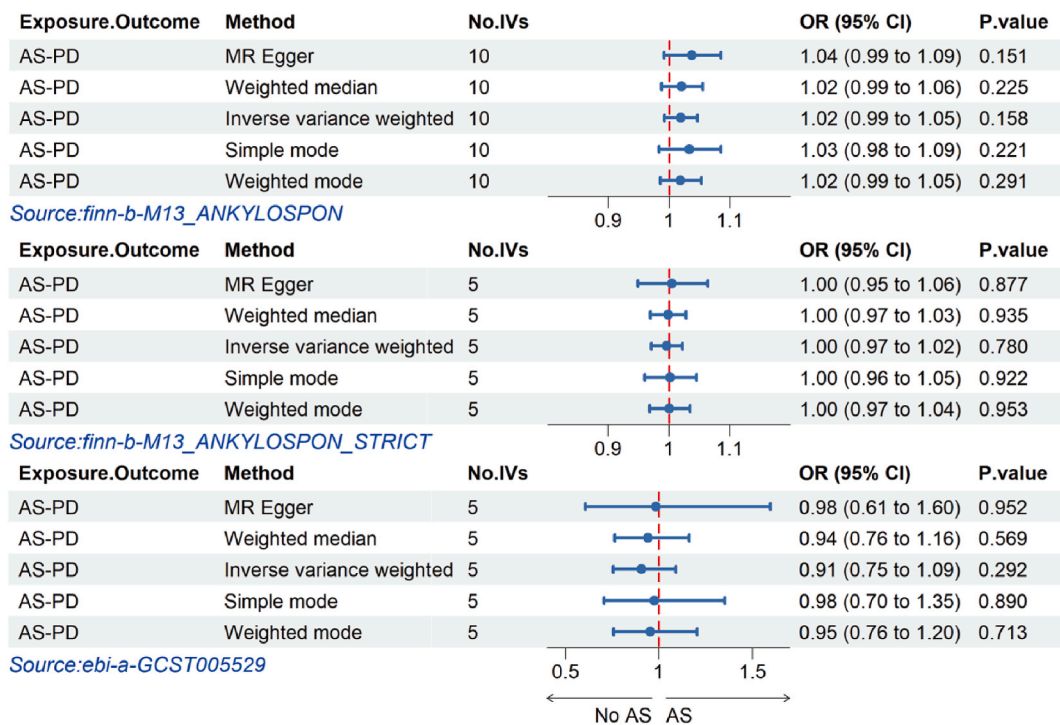 Exposure.Outcome Method No.IVs OR (95% CI) P.value
AS-PD MR Egger 10 1.04 (0.99 to 1.09) 0.151
AS-PD Weighted median 10 1.02 (0.99 to 1.06) 0.225
AS-PD Inverse variance weighted 10 1.02 (0.99 to 1.05) 0.158
AS-PD Simple mode 10 1.03 (0.98 to 1.09) 0.221
AS-PD Weighted mode 10 1.02 (0.99 to 1.05) 0.291
Source:finn-b-M13_ANKYLOSPON 0.9 1 1.1
Exposure.Outcome Method No.IVs OR (95% CI) P.value
AS-PD MR Egger 5 1.00 (0.95 to 1.06) 0.877
AS-PD Weighted median 5 1.00 (0.97 to 1.03) 0.935
AS-PD Inverse variance weighted 5 1.00 (0.97 to 1.02) 0.780
AS-PD Simple mode 5 1.00 (0.96 to 1.05) 0.922
AS-PD Weighted mode 5 1.00 (0.97 to 1.04) 0.953
Source:finn-b-M13_ANKYLOSPON_STRICT 0.9 1 1.1
Exposure.Outcome Method No.IVs OR (95% CI) P.value
AS-PD MR Egger 5 0.98 (0.61 to 1.60) 0.952
AS-PD Weighted median 5 0.94 (0.76 to 1.16) 0.569
AS-PD Inverse variance weighted 5 0.91 (0.75 to 1.09) 0.292
AS-PD Simple mode 5 0.98 (0.70 to 1.35) 0.890
AS-PD Weighted mode 5 0.95 (0.76 to 1.20) 0.713
Source:ebi-a-GCST005529 0.5 1 1.5
No AS AS